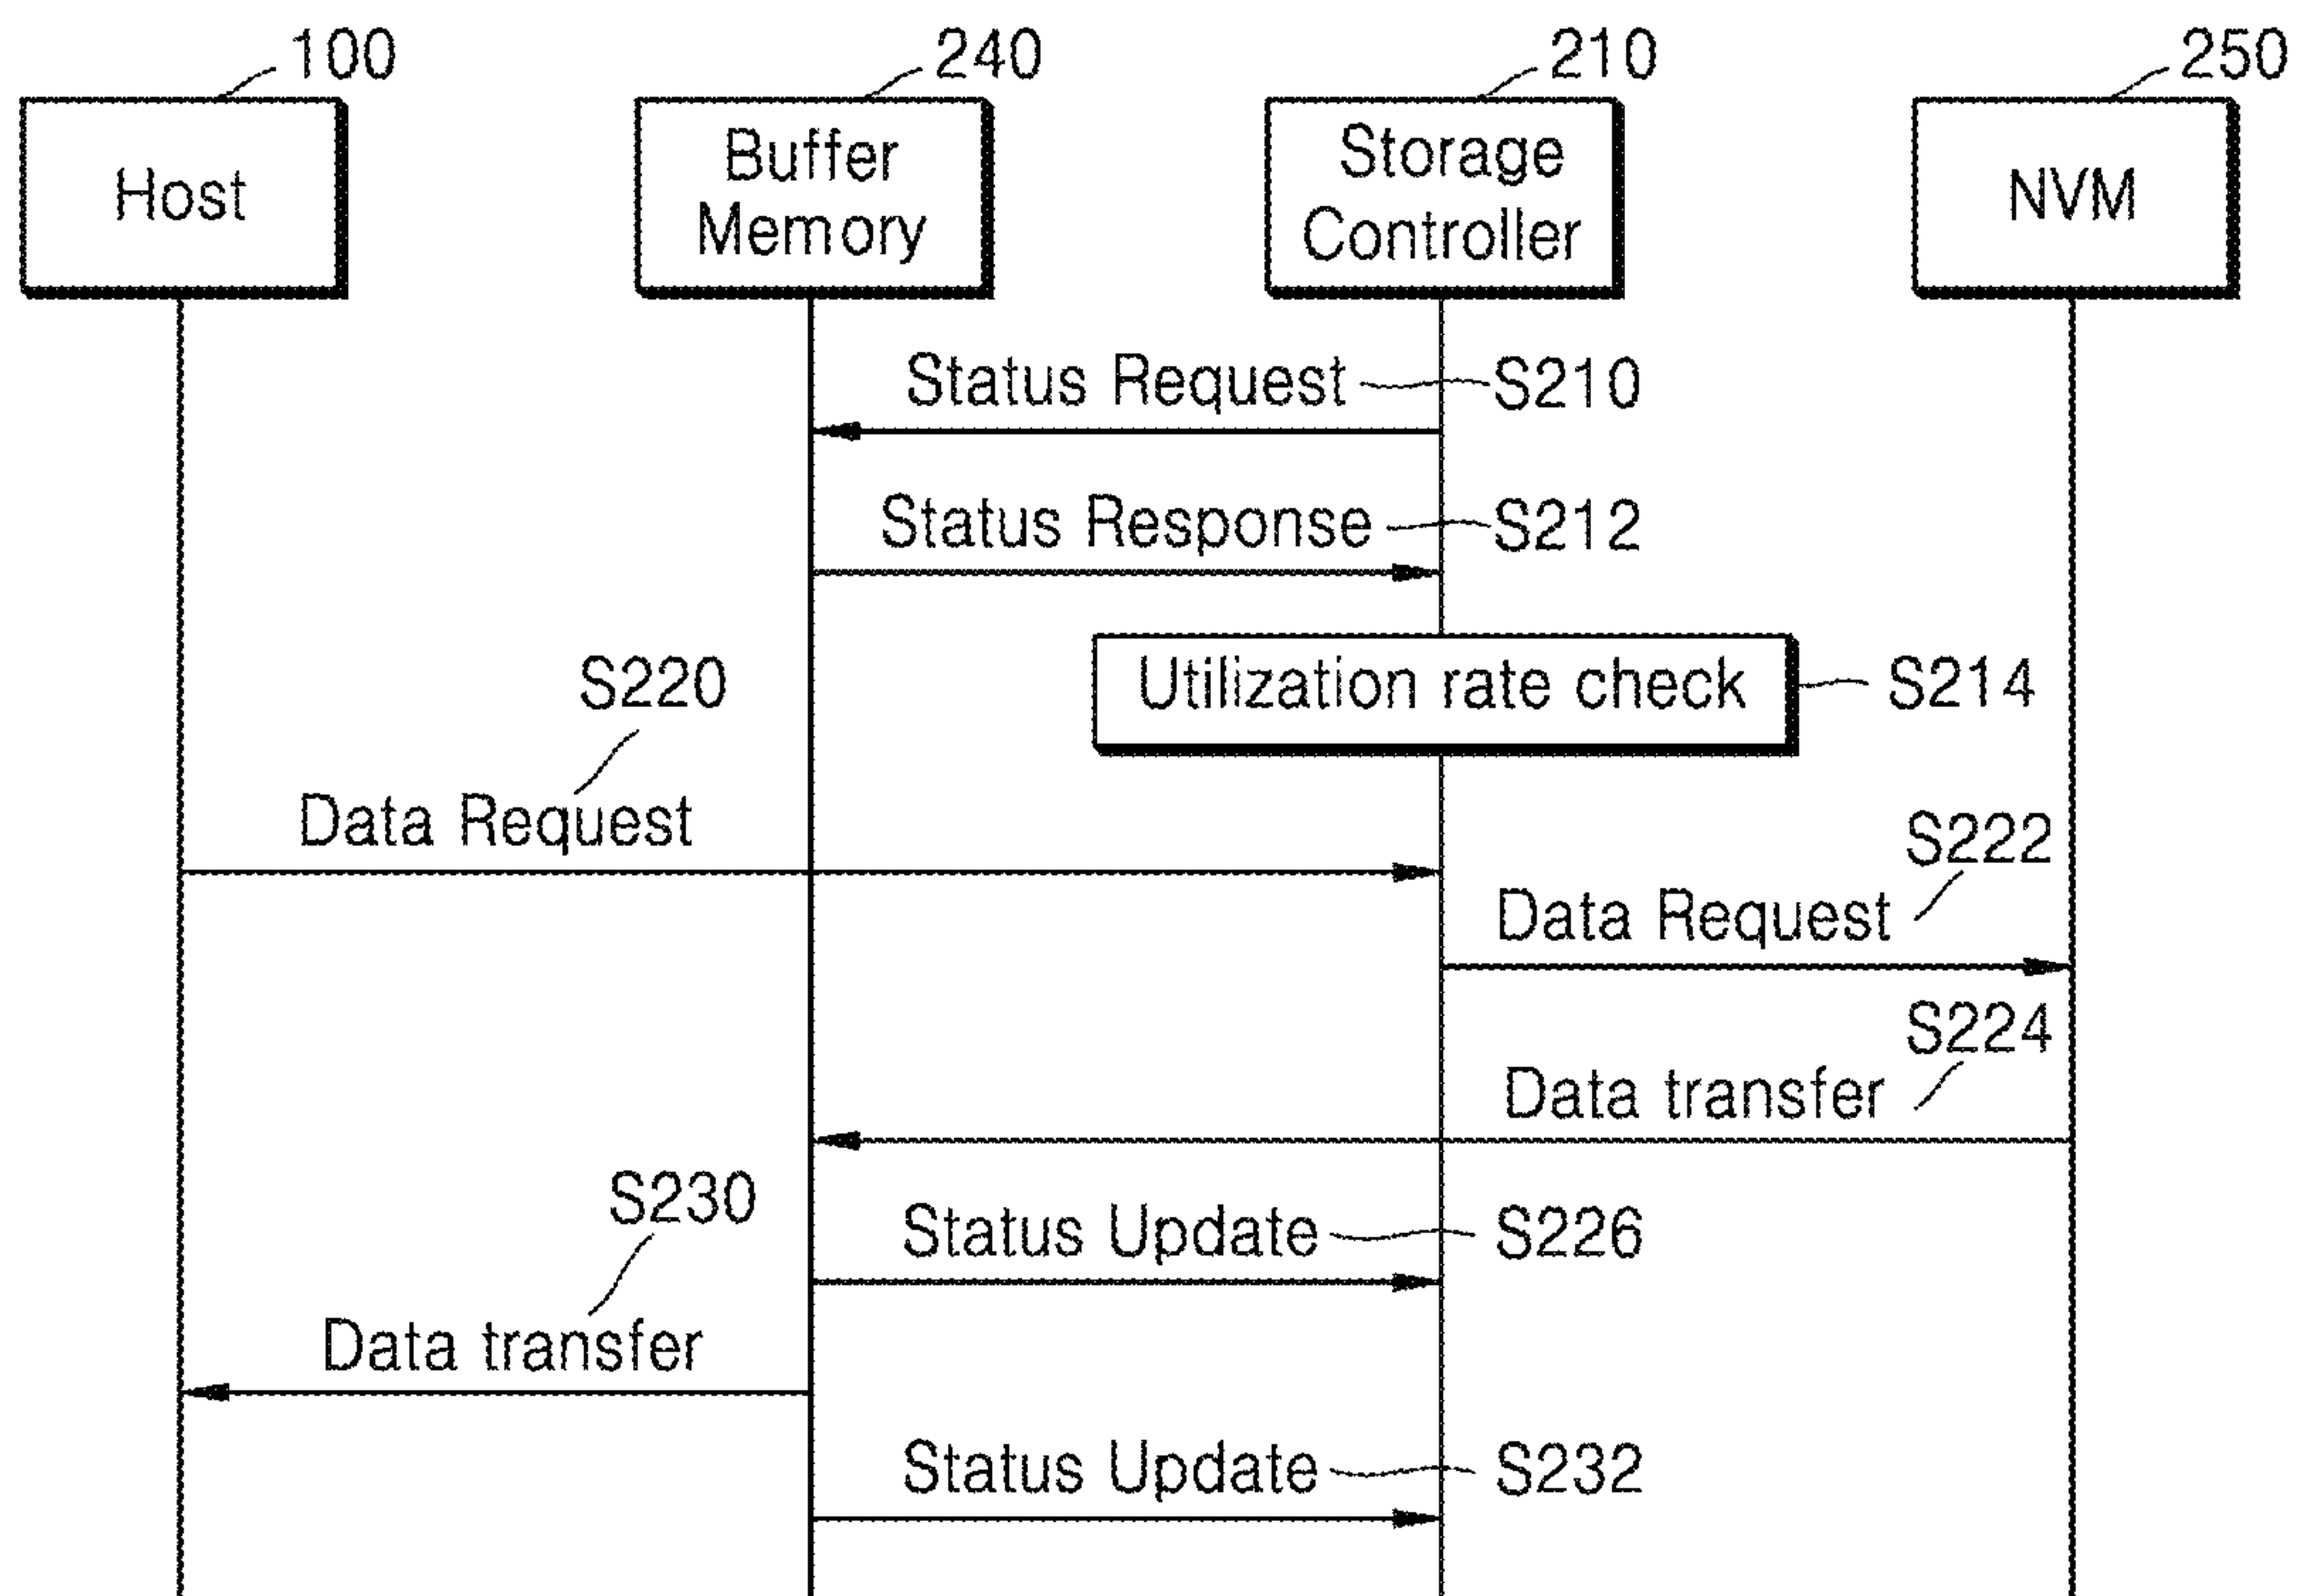 100
240
210
250
Host
Buffer
Memory
Storage
Controller
NVM
Status Request
S210
Status Response
S212
Utilization rate check
S214
S220
Data Request
S222
Data Request
S224
Data transfer
S230
Status Update
S226
Data transfer
Status Update
S232